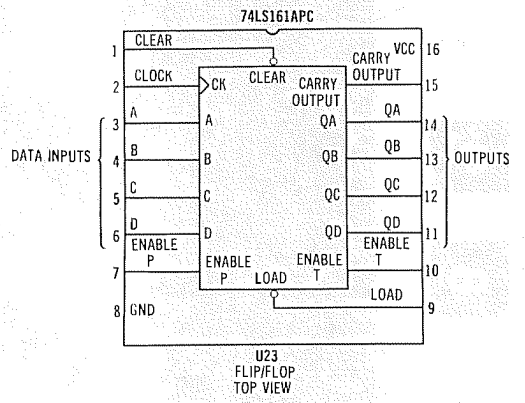 74LS161APC
1 CLEAR VCC 16
2 CLOCK CK CLEAR CARRY OUTPUT CARRY OUTPUT 15
3 A A QA QA 14
DATA INPUTS
4 B B QB QB 13
OUTPUTS
5 C C QC QC 12
6 D D QD QD 11
7 ENABLE P ENABLE P LOAD ENABLE T ENABLE T 10
8 GND LOAD 9
U23
FLIP/FLOP
TOP VIEW